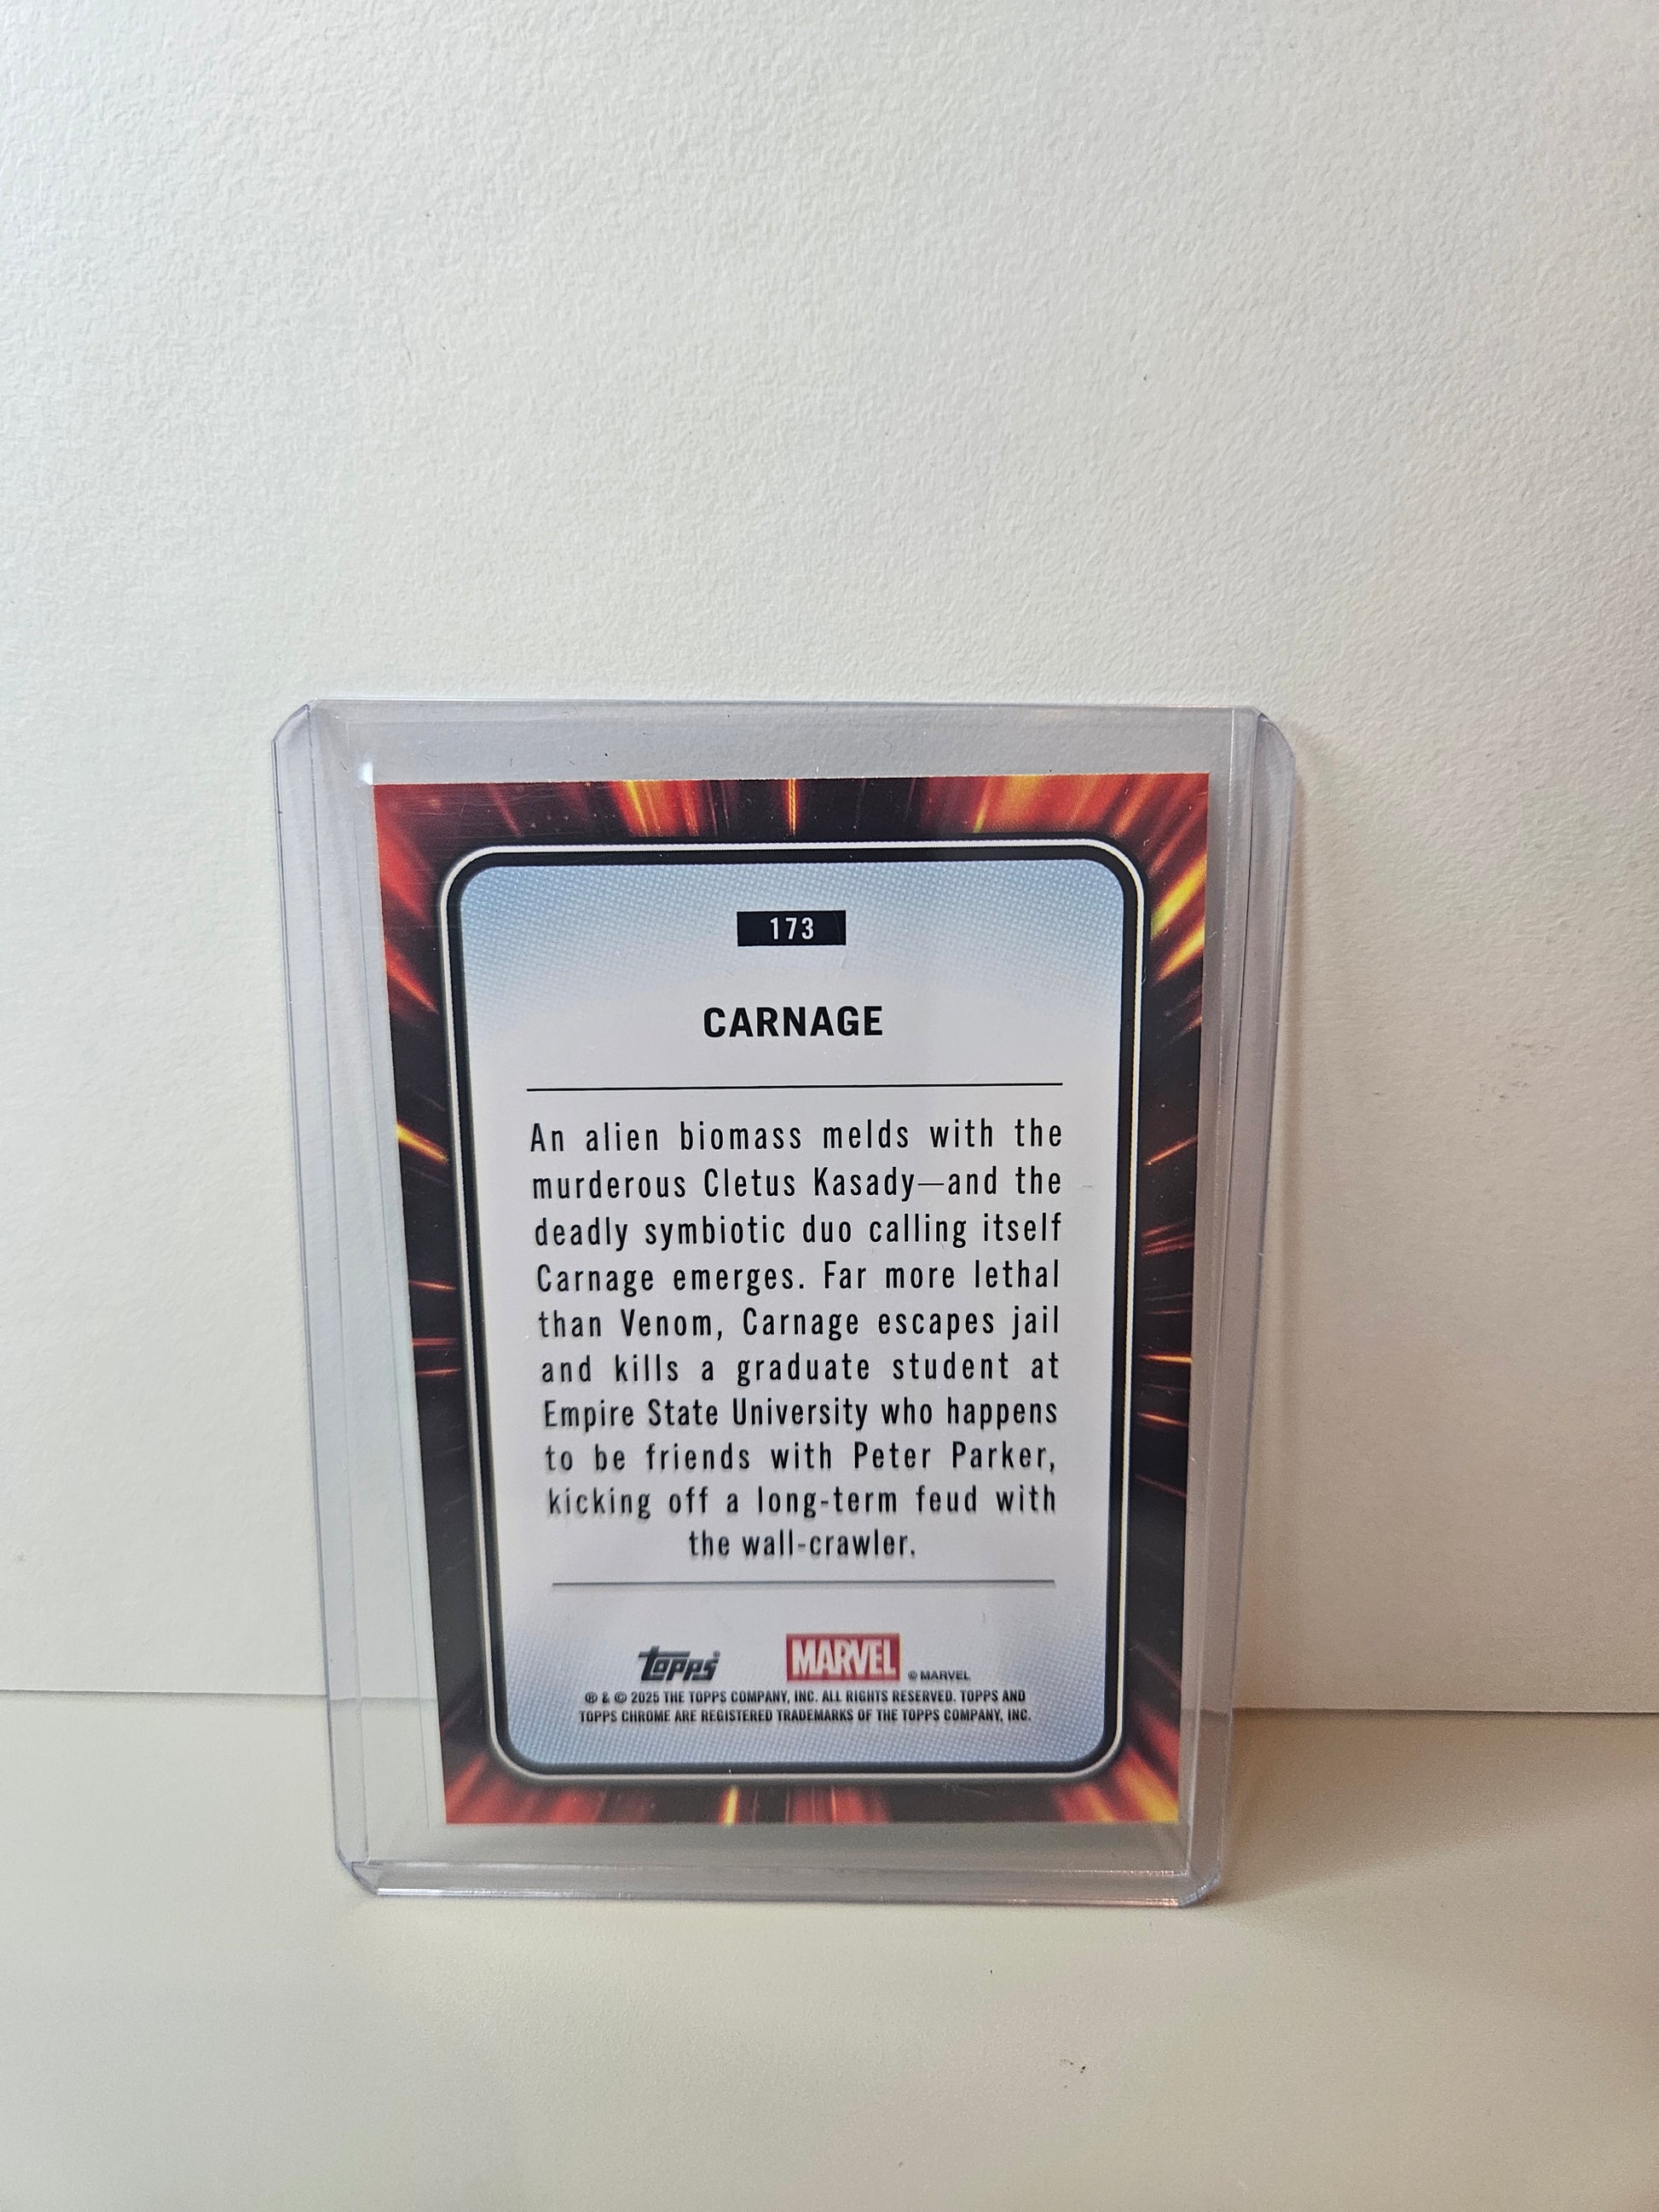 173
CARNAGE
An alien biomass melds with the
murderous Cletus Kasady—and the
deadly symbiotic duo calling itself
Carnage emerges. Far more lethal
than Venom, Carnage escapes jail
and kills a graduate student at
Empire State University who happens
to be friends with Peter Parker,
kicking off a long-term feud with
the wall-crawler.
topps MARVEL © MARVEL
® & © 2025 THE TOPPS COMPANY, INC. ALL RIGHTS RESERVED. TOPPS AND
TOPPS CHROME ARE REGISTERED TRADEMARKS OF THE TOPPS COMPANY, INC.